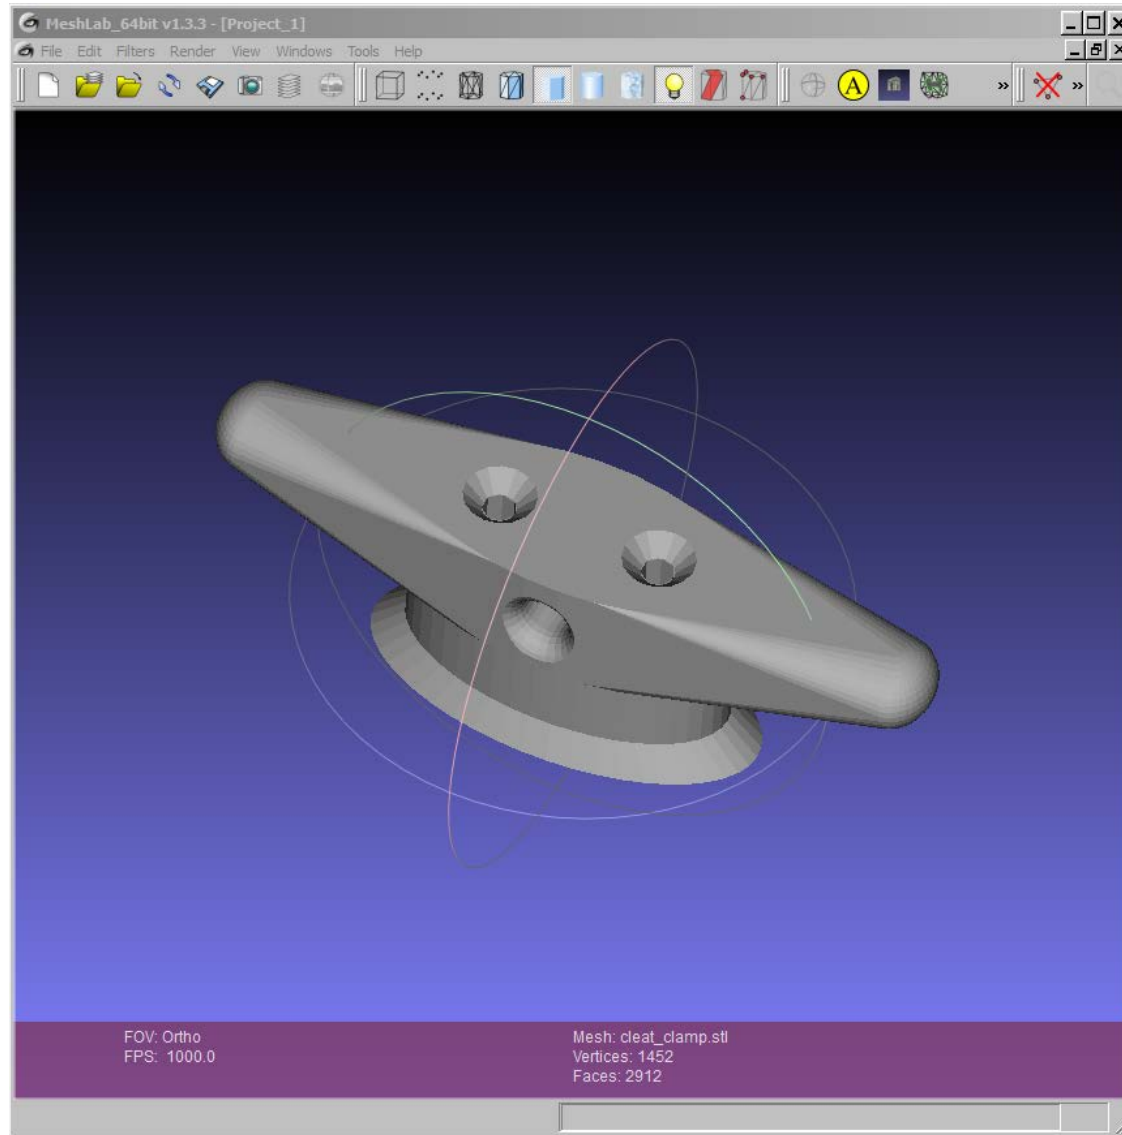 MeshLab_64bit v1.3.3 - [Project_1]
File Edit Filters Render View Windows Tools Help
A
FOV: Ortho
FPS: 1000.0
Mesh: cleat_clamp.stl
Vertices: 1452
Faces: 2912